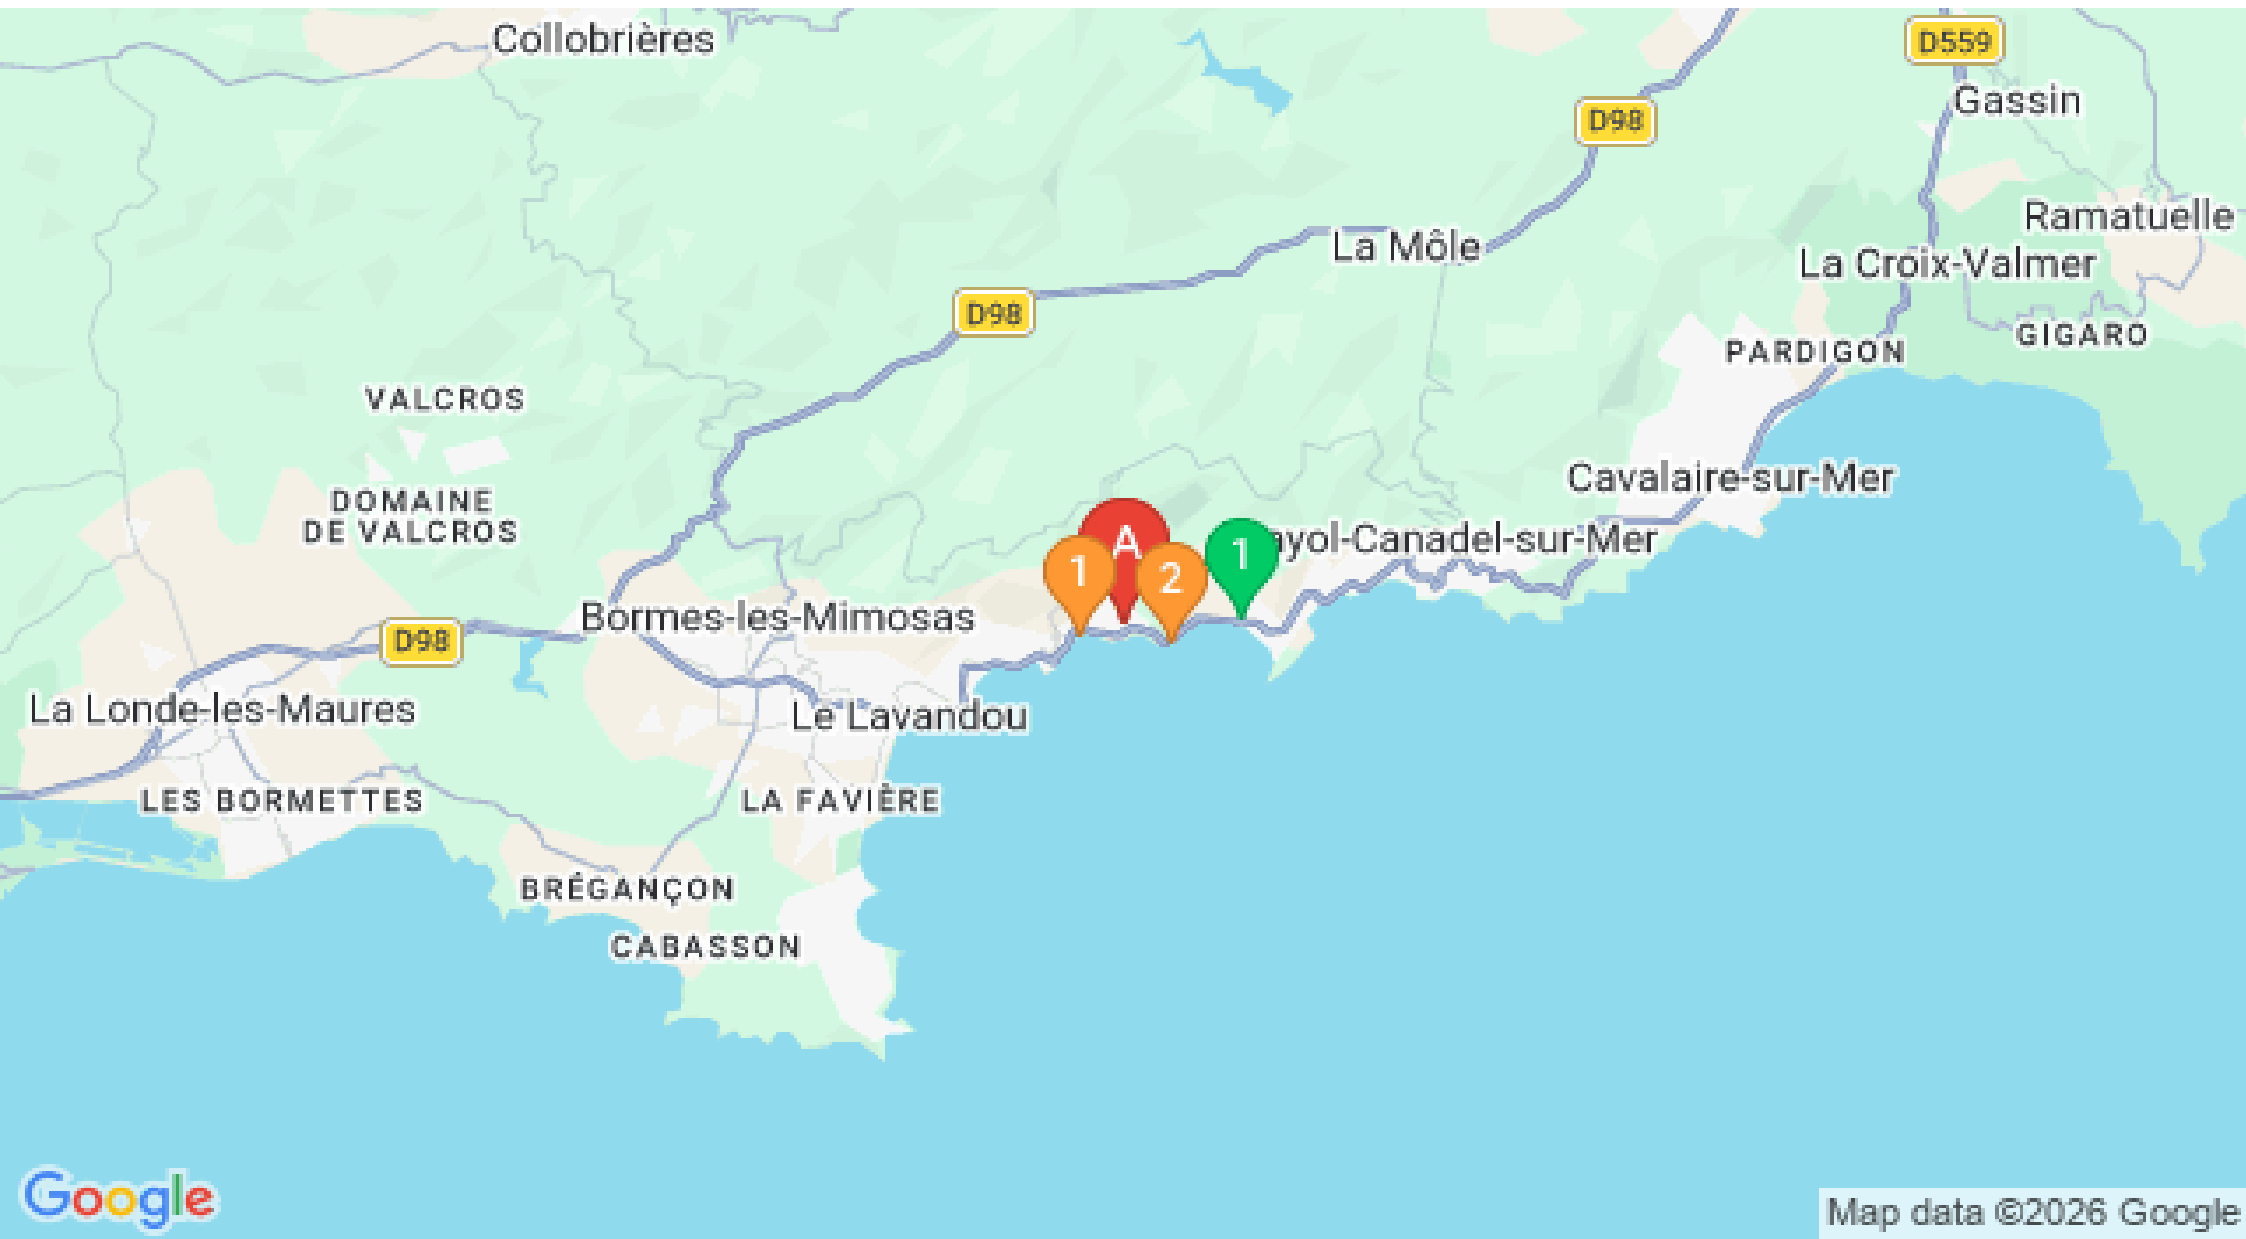 Collobrières
D559
Gassin
D98
Ramatuelle
La Môle
La Croix-Valmer
D98
GIGARO
PARDIGON
VALCROS
Cavalaire-sur-Mer
DOMAINE
DE VALCROS
A
ayol-Canadel-sur-Mer
1
2
1
Bormes-les-Mimosas
D98
La Londe-les-Maures
Le Lavandou
LES BORMETTES
LA FAVIÈRE
BRÉGANÇON
CABASSON
Google
Map data ©2026 Google